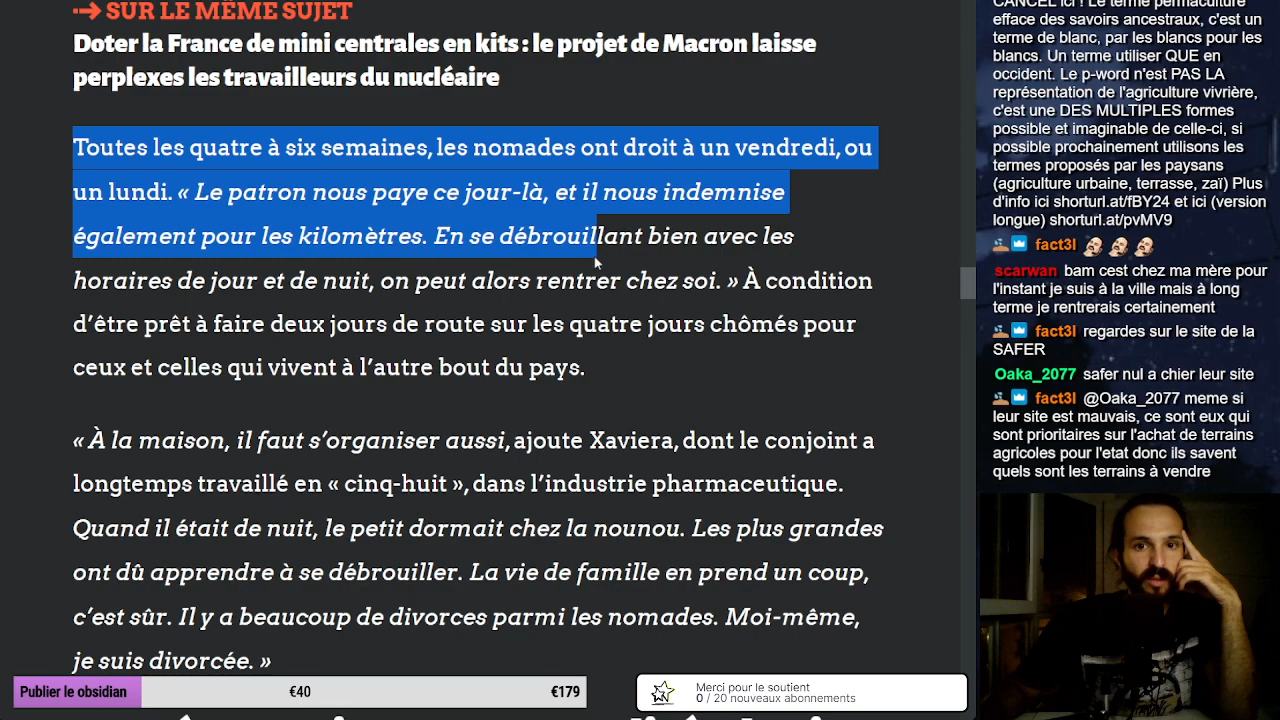 ⇢ SUR LE MÊME SUJET
Doter la France de mini centrales en kits : le projet de Macron laisse
perplexes les travailleurs du nucléaire
Toutes les quatre à six semaines, les nomades ont droit à un vendredi, ou
un lundi. « Le patron nous paye ce jour-là, et il nous indemnise
également pour les kilomètres. En se débrouillant bien avec les
horaires de jour et de nuit, on peut alors rentrer chez soi. » À condition
d’être prêt à faire deux jours de route sur les quatre jours chômés pour
ceux et celles qui vivent à l’autre bout du pays.
« À la maison, il faut s’organiser aussi, ajoute Xaviera, dont le conjoint a
longtemps travaillé en « cinq-huit », dans l’industrie pharmaceutique.
Quand il était de nuit, le petit dormait chez la nounou. Les plus grandes
ont dû apprendre à se débrouiller. La vie de famille en prend un coup,
c’est sûr. Il y a beaucoup de divorces parmi les nomades. Moi-même,
je suis divorcée. »
Publier le obsidian
€40
€179
Merci pour le soutient
0 / 20 nouveaux abonnements
CANCEL ici ! Le terme permaculture
efface des savoirs ancestraux, c'est un
terme de blanc, par les blancs pour les
blancs. Un terme utiliser QUE en
occident. Le p-word n'est PAS LA
représentation de l'agriculture vivrière,
c'est une DES MULTIPLES formes
possible et imaginable de celle-ci, si
possible prochainement utilisons les
termes proposés par les paysans
(agriculture urbaine, terrasse, zaï) Plus
d'info ici shorturl.at/fBY24 et ici (version
longue) shorturl.at/pvMV9
fact3l
scarwan bam cest chez ma mère pour
l'instant je suis à la ville mais à long
terme je rentrerais certainement
fact3l regardes sur le site de la
SAFER
Oaka_2077 safer nul a chier leur site
fact3l @Oaka_2077 meme si
leur site est mauvais, ce sont eux qui
sont prioritaires sur l'achat de terrains
agricoles pour l'etat donc ils savent
quels sont les terrains à vendre